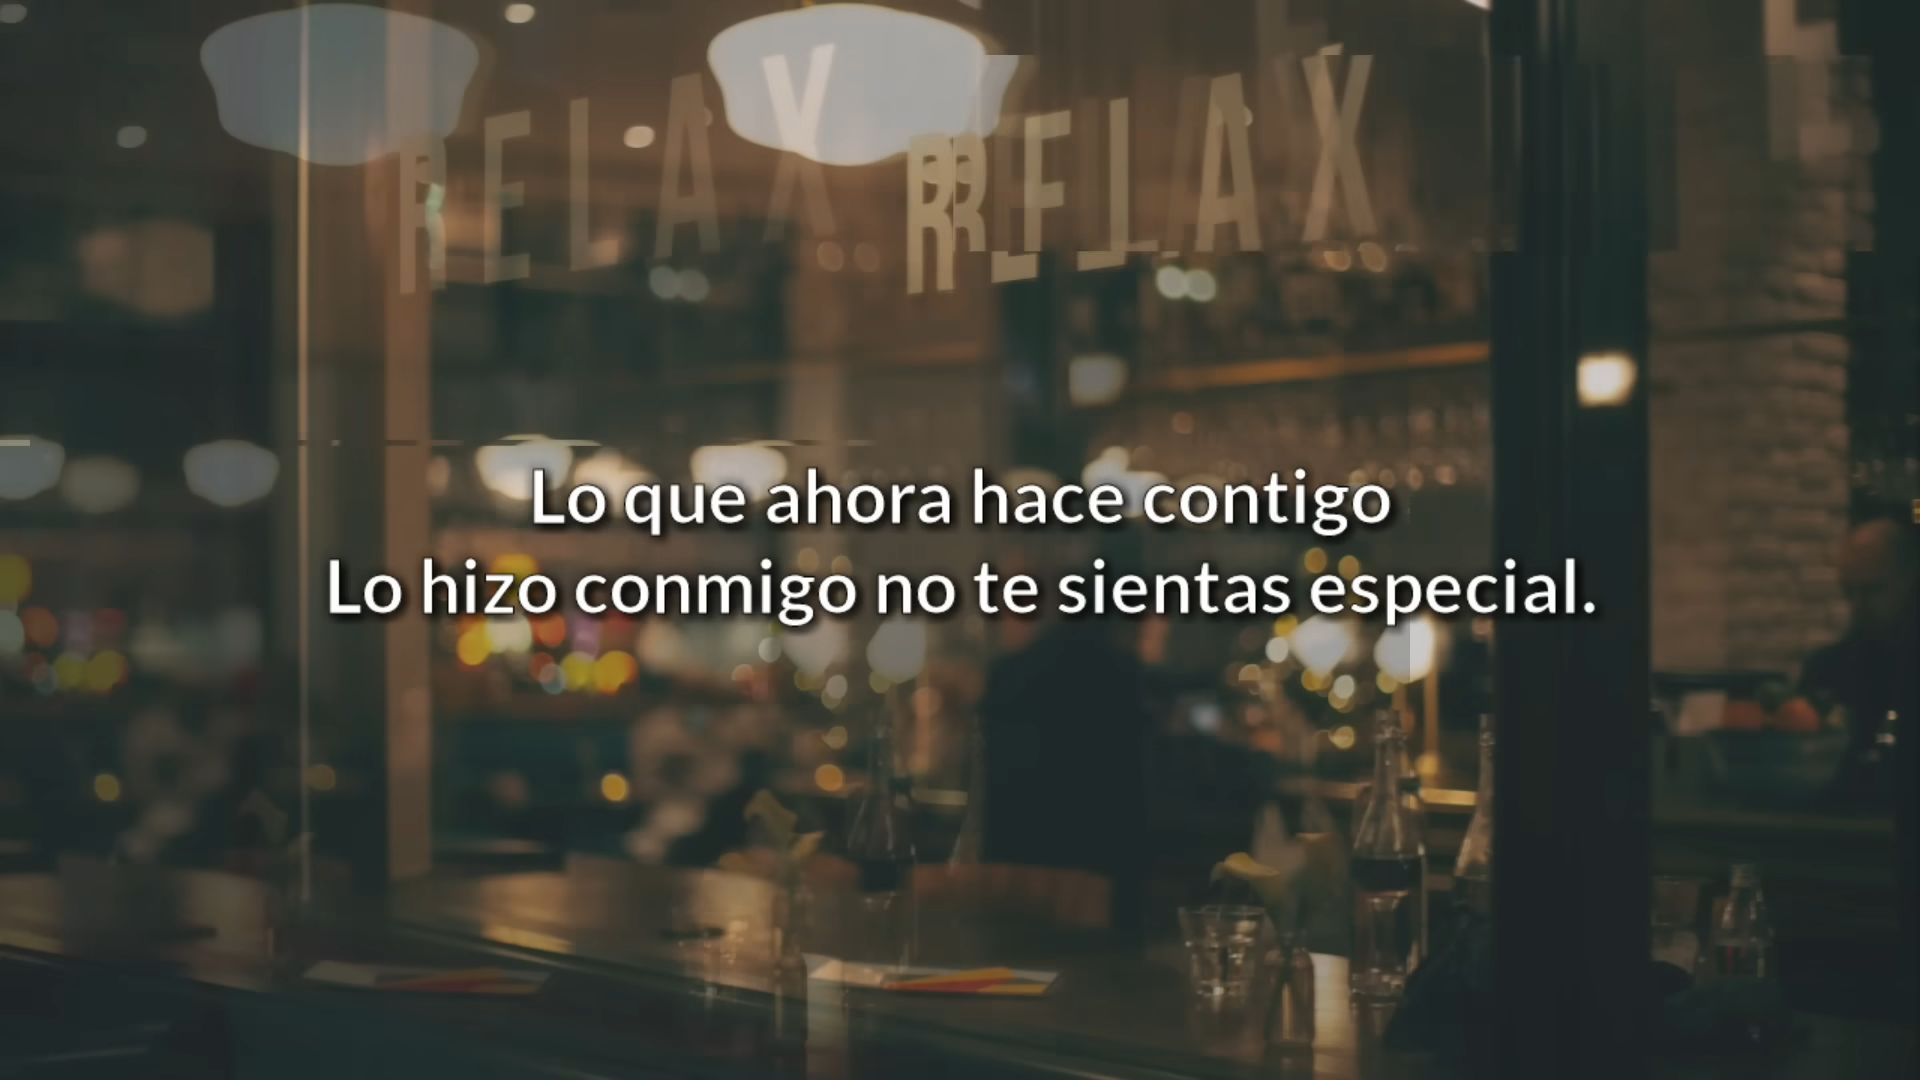 RELAX RELAX
Lo que ahora hace contigo
Lo hizo conmigo no te sientas especial.